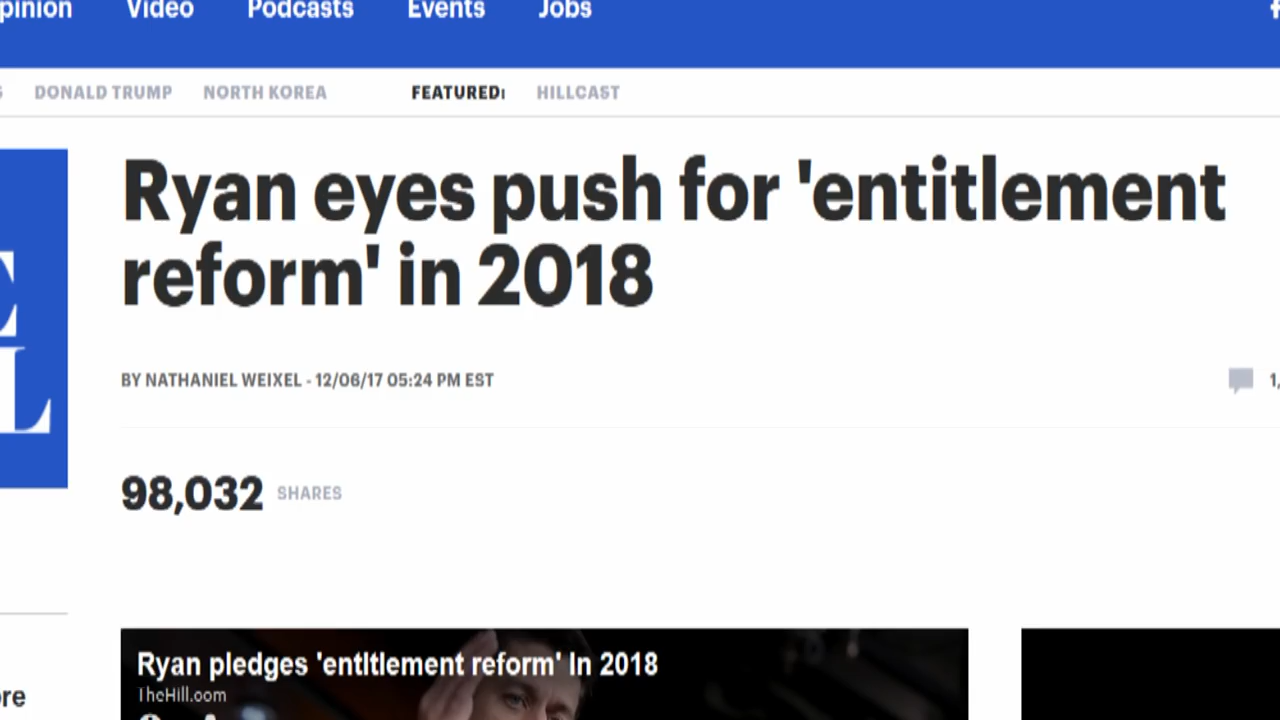 pinion Video Podcasts Events Jobs
DONALD TRUMP NORTH KOREA FEATURED: HILLCAST
Ryan eyes push for 'entitlement
reform' in 2018
BY NATHANIEL WEIXEL - 12/06/17 05:24 PM EST
98,032 SHARES
Ryan pledges 'entitlement reform' in 2018
TheHill.com